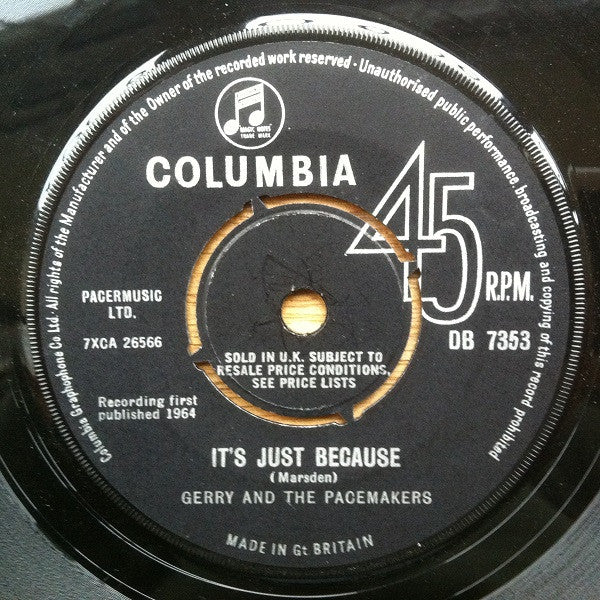 Columbia Graphophone Co Ltd · All rights of the Manufacturer and of the Owner of the recorded work reserved · Unauthorised public performance, broadcasting and copying of this record prohibited
MAGIC NOTES
TRADE MARK
COLUMBIA
45 R.P.M.
PACERMUSIC
LTD.
7XCA 26566
DB 7353
SOLD IN U.K. SUBJECT TO
RESALE PRICE CONDITIONS,
SEE PRICE LISTS
Recording first
published 1964
IT'S JUST BECAUSE
(Marsden)
GERRY AND THE PACEMAKERS
MADE IN Gt BRITAIN